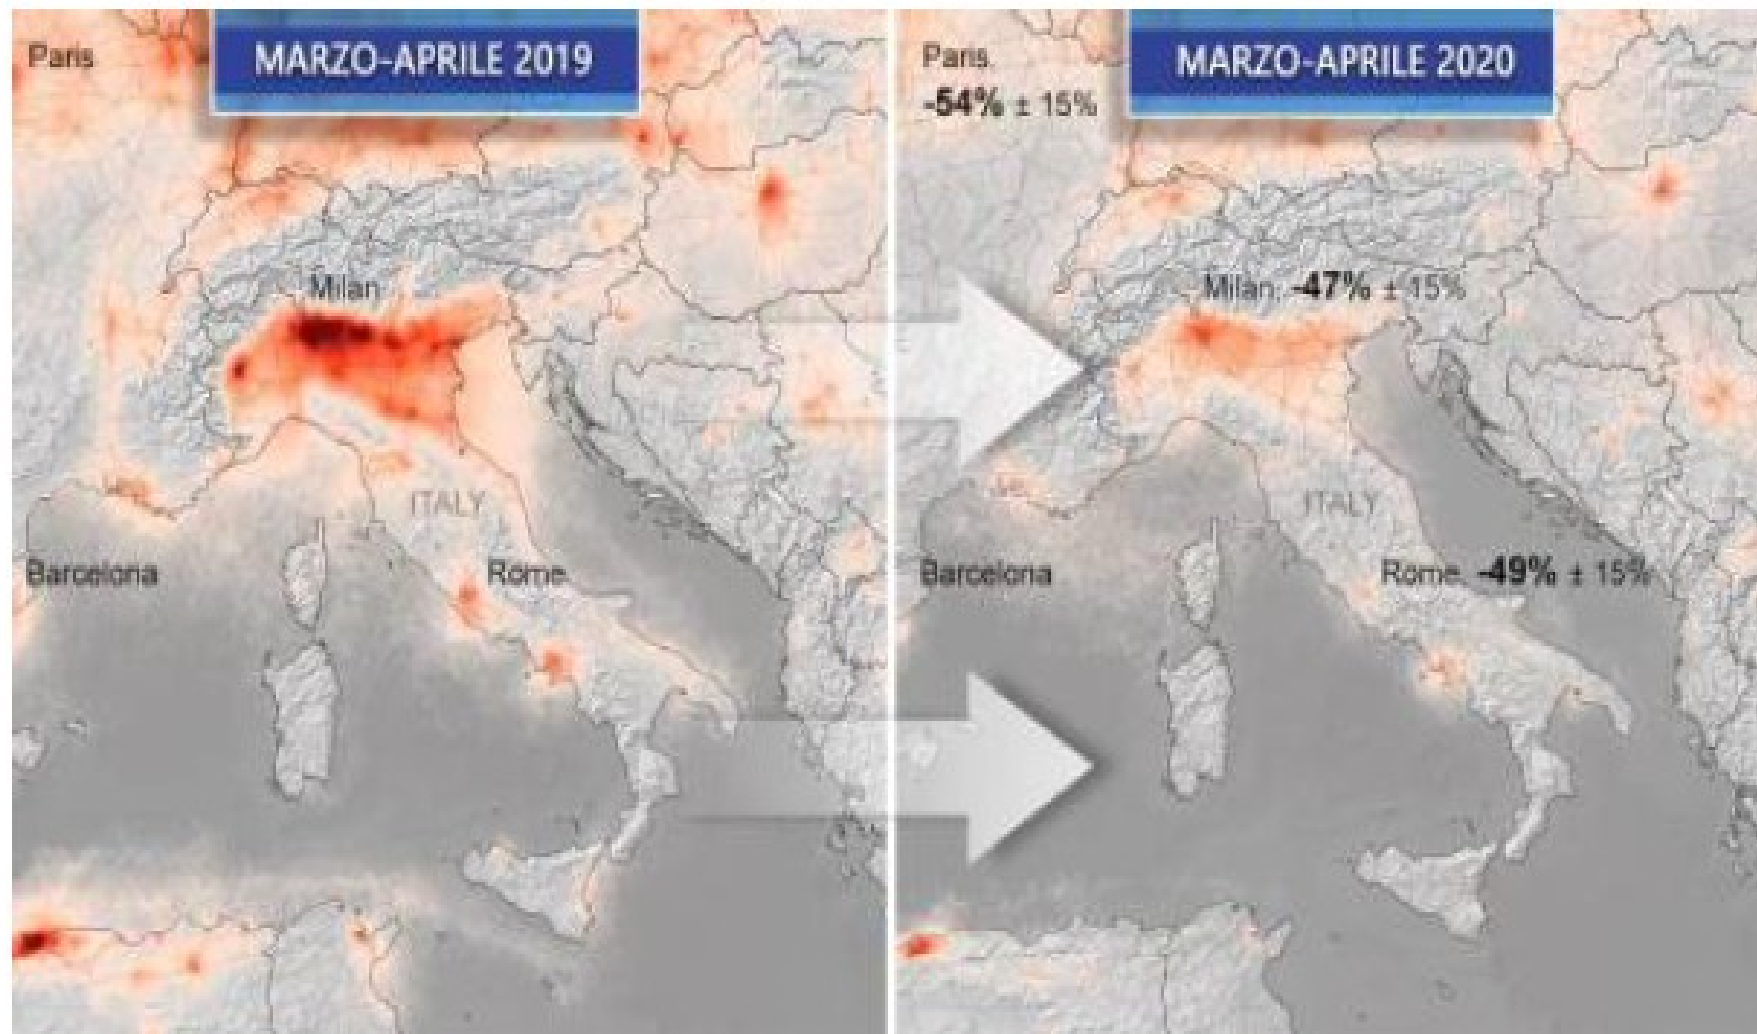 MARZO-APRILE 2019
Paris
Milan
ITALY
Barcelona
Rome
MARZO-APRILE 2020
Paris
-54% ± 15%
Milan: -47% ± 15%
ITALY
Barcelona
Rome -49% ± 15%